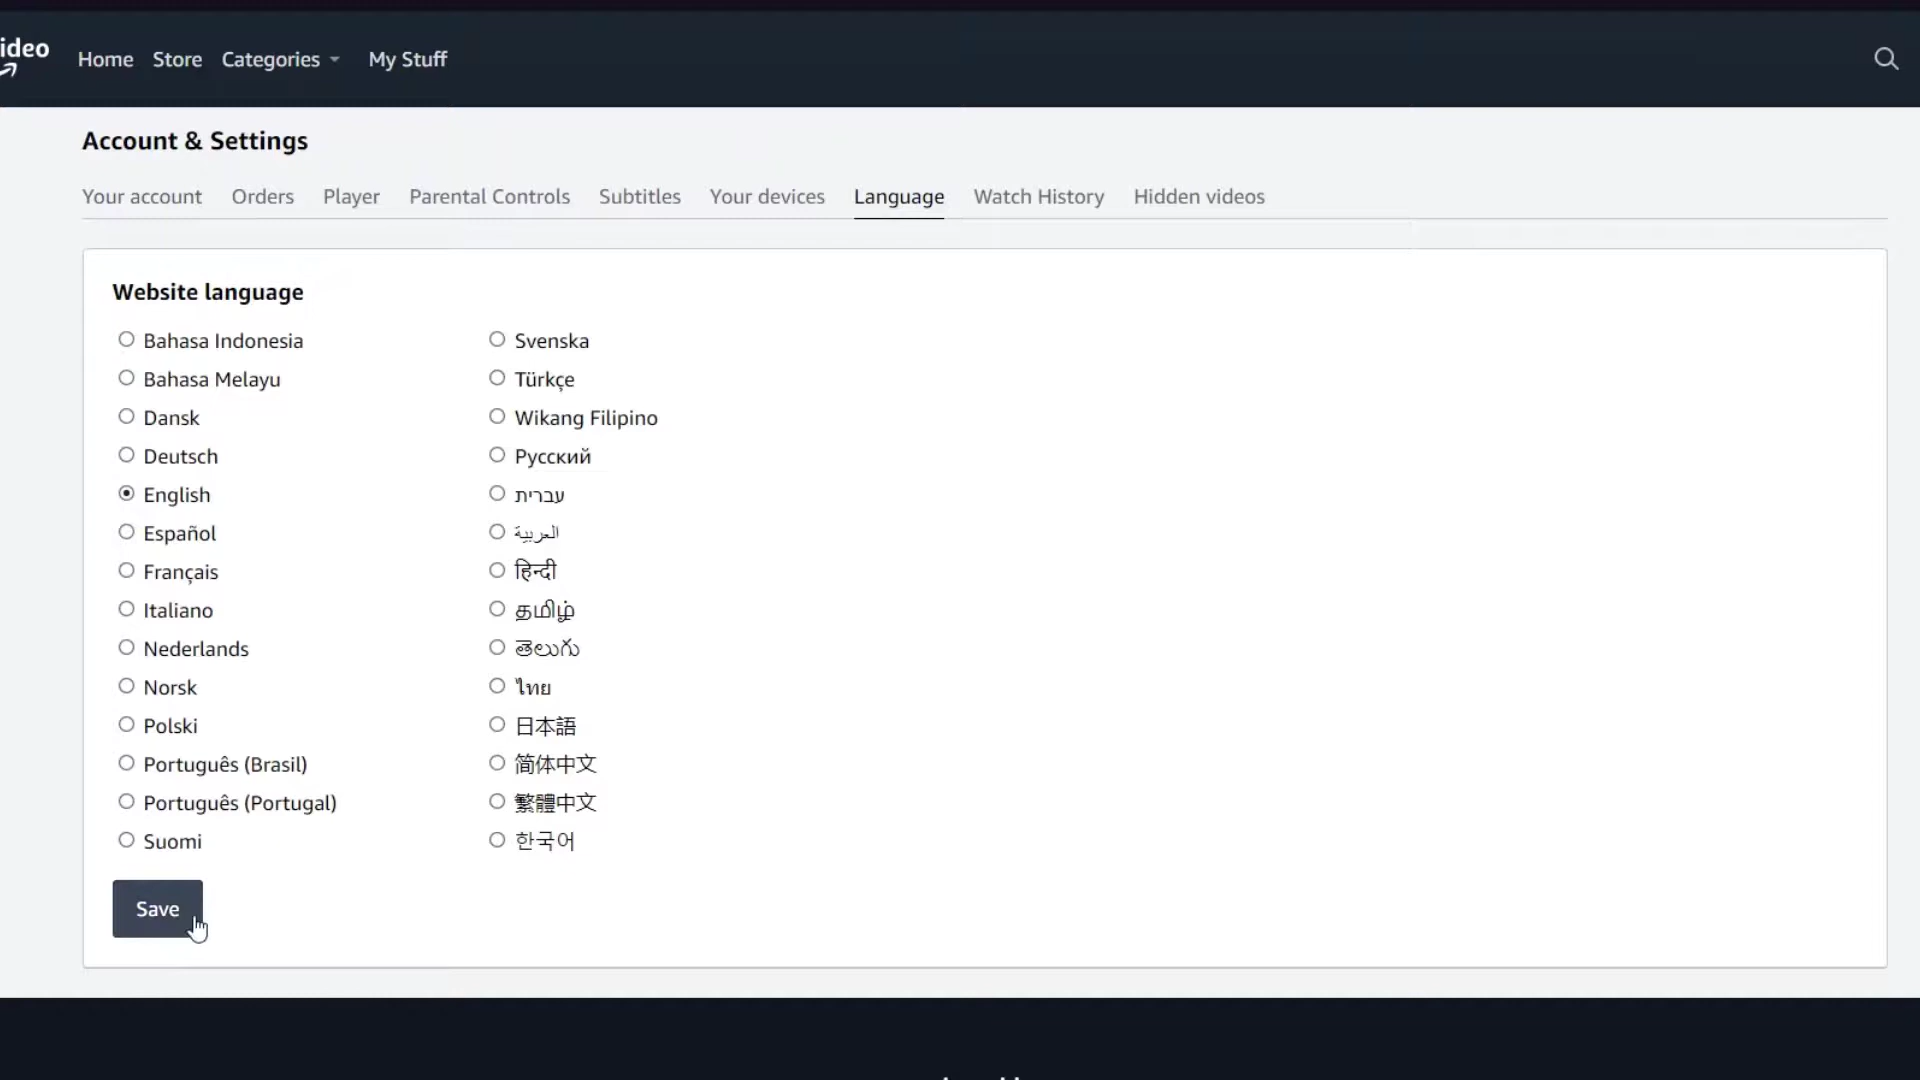 Home Store Categories My Stuff
Account & Settings
Your account Orders Player Parental Controls Subtitles Your devices Language Watch History Hidden videos
Website language
Bahasa Indonesia
Bahasa Melayu
Dansk
Deutsch
English
Español
Français
Italiano
Nederlands
Norsk
Polski
Português (Brasil)
Português (Portugal)
Suomi
Svenska
Türkçe
Wikang Filipino
Русский
עברית
العربية
हिन्दी
தமிழ்
తెలుగు
ไทย
日本語
简体中文
繁體中文
한국어
Save